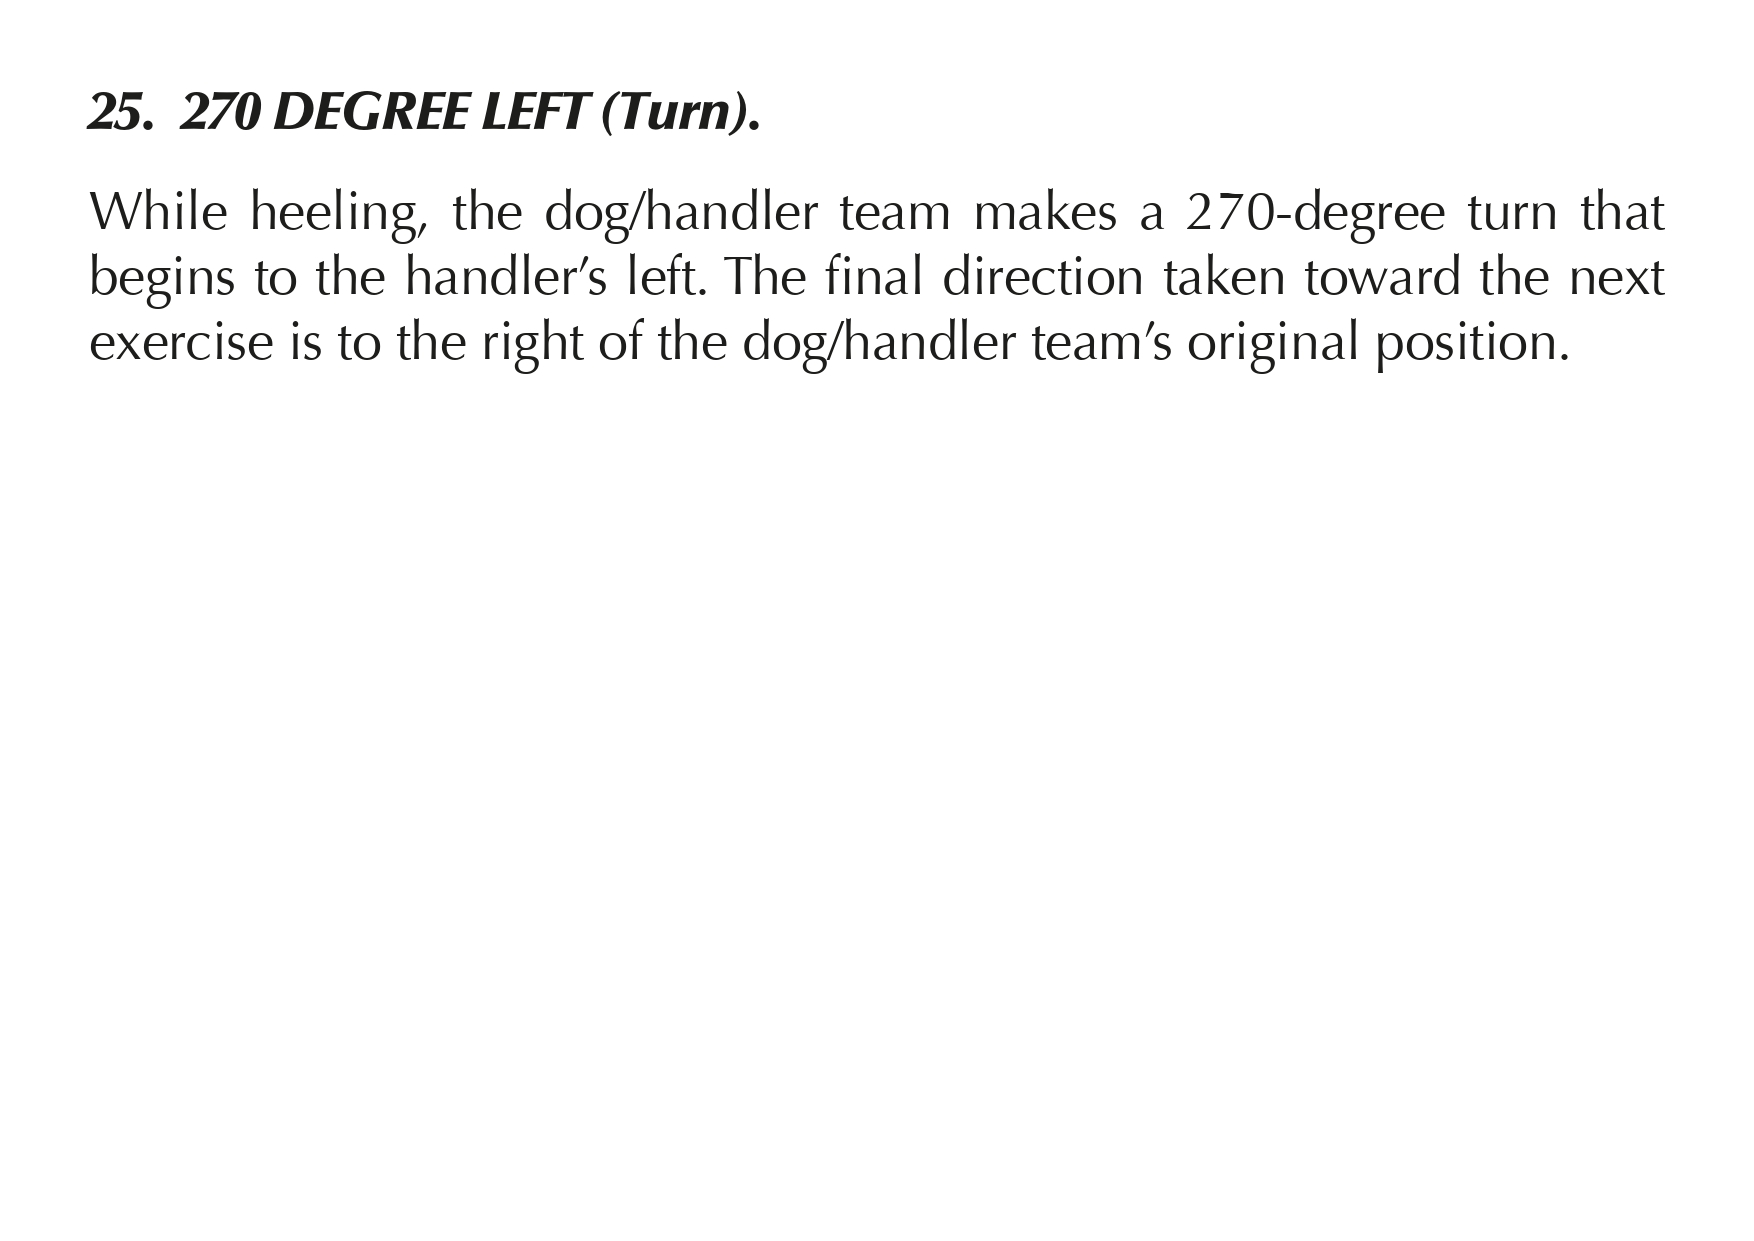 25. 270 DEGREE LEFT (Turn).
While heeling, the dog/handler team makes a 270-degree turn that
begins to the handler’s left. The final direction taken toward the next
exercise is to the right of the dog/handler team’s original position.